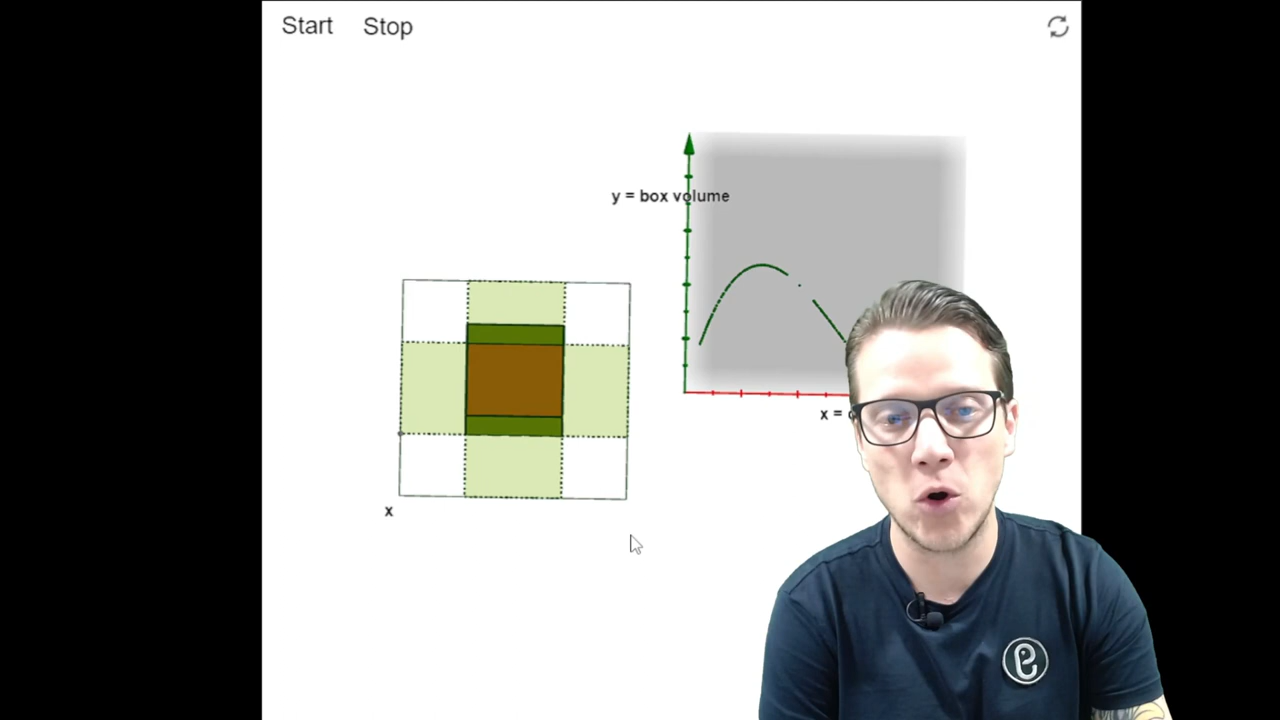 Start Stop
y = box volume
x =
x